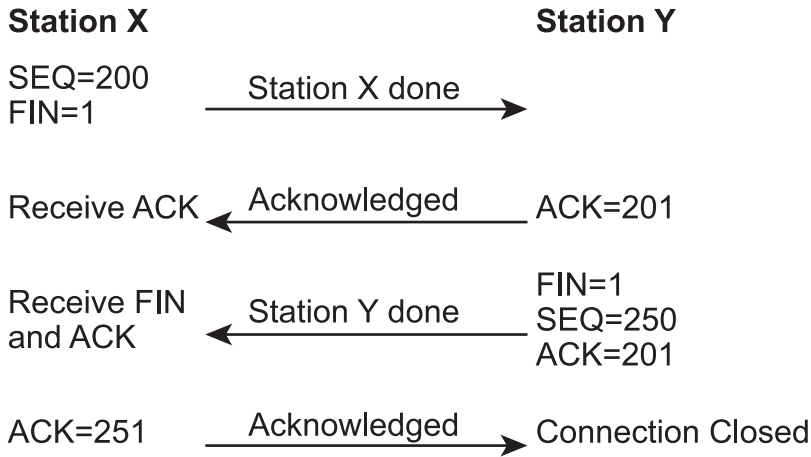 Station X Station Y
SEQ=200
FIN=1
Station X done
Receive ACK
Acknowledged
ACK=201
Receive FIN
and ACK
Station Y done
FIN=1
SEQ=250
ACK=201
ACK=251
Acknowledged
Connection Closed